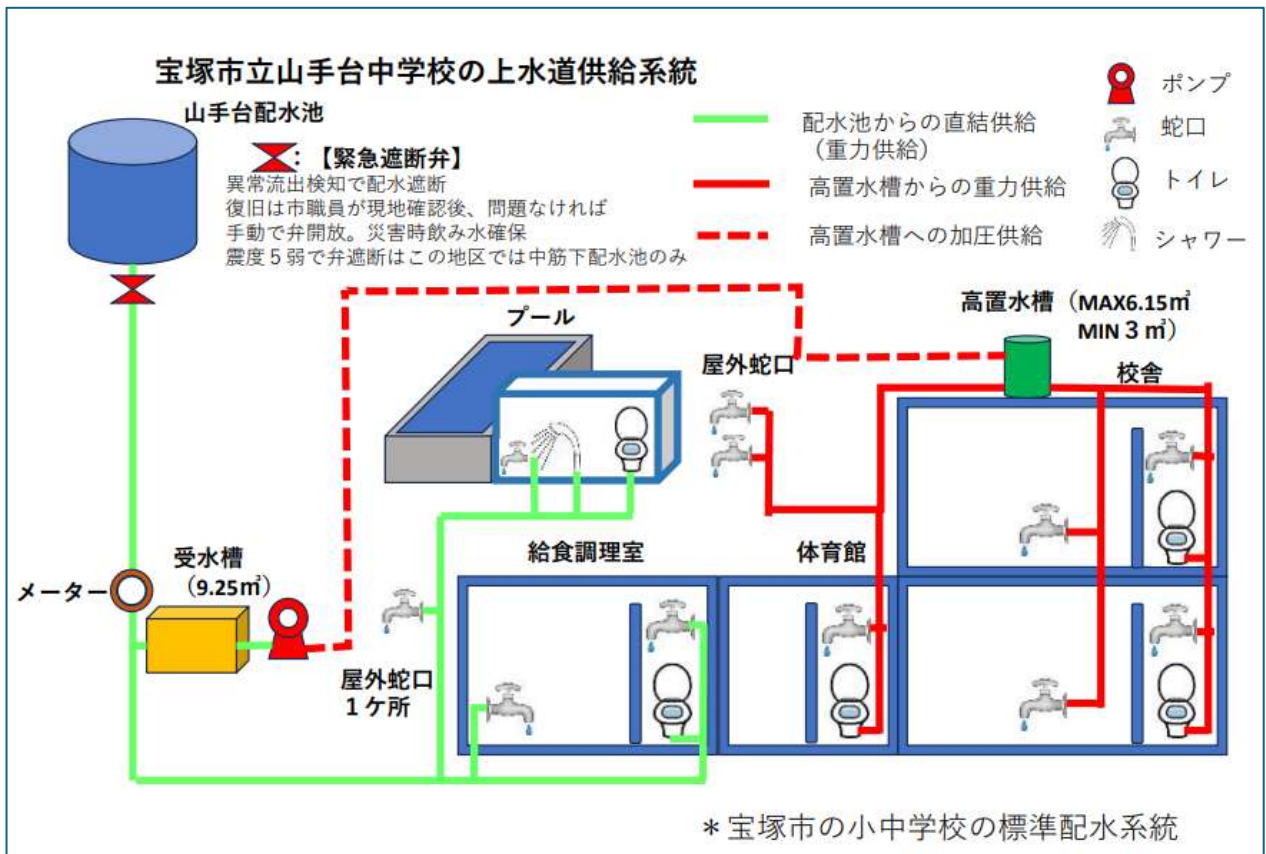 宝塚市立山手台中学校の上水道供給系統
山手台配水池
：【緊急遮断弁】
異常流出検知で配水遮断
復旧は市職員が現地確認後、問題なければ
手動で弁開放。災害時飲み水確保
震度５弱で弁遮断はこの地区では中筋下配水池のみ
配水池からの直結供給
（重力供給）
高置水槽からの重力供給
高置水槽への加圧供給
ポンプ
蛇口
トイレ
シャワー
プール
屋外蛇口
高置水槽（MAX6.15㎥
MIN３㎥）
校舎
給食調理室
体育館
受水槽
（9.25㎥）
メーター
屋外蛇口
１ケ所
＊宝塚市の小中学校の標準配水系統